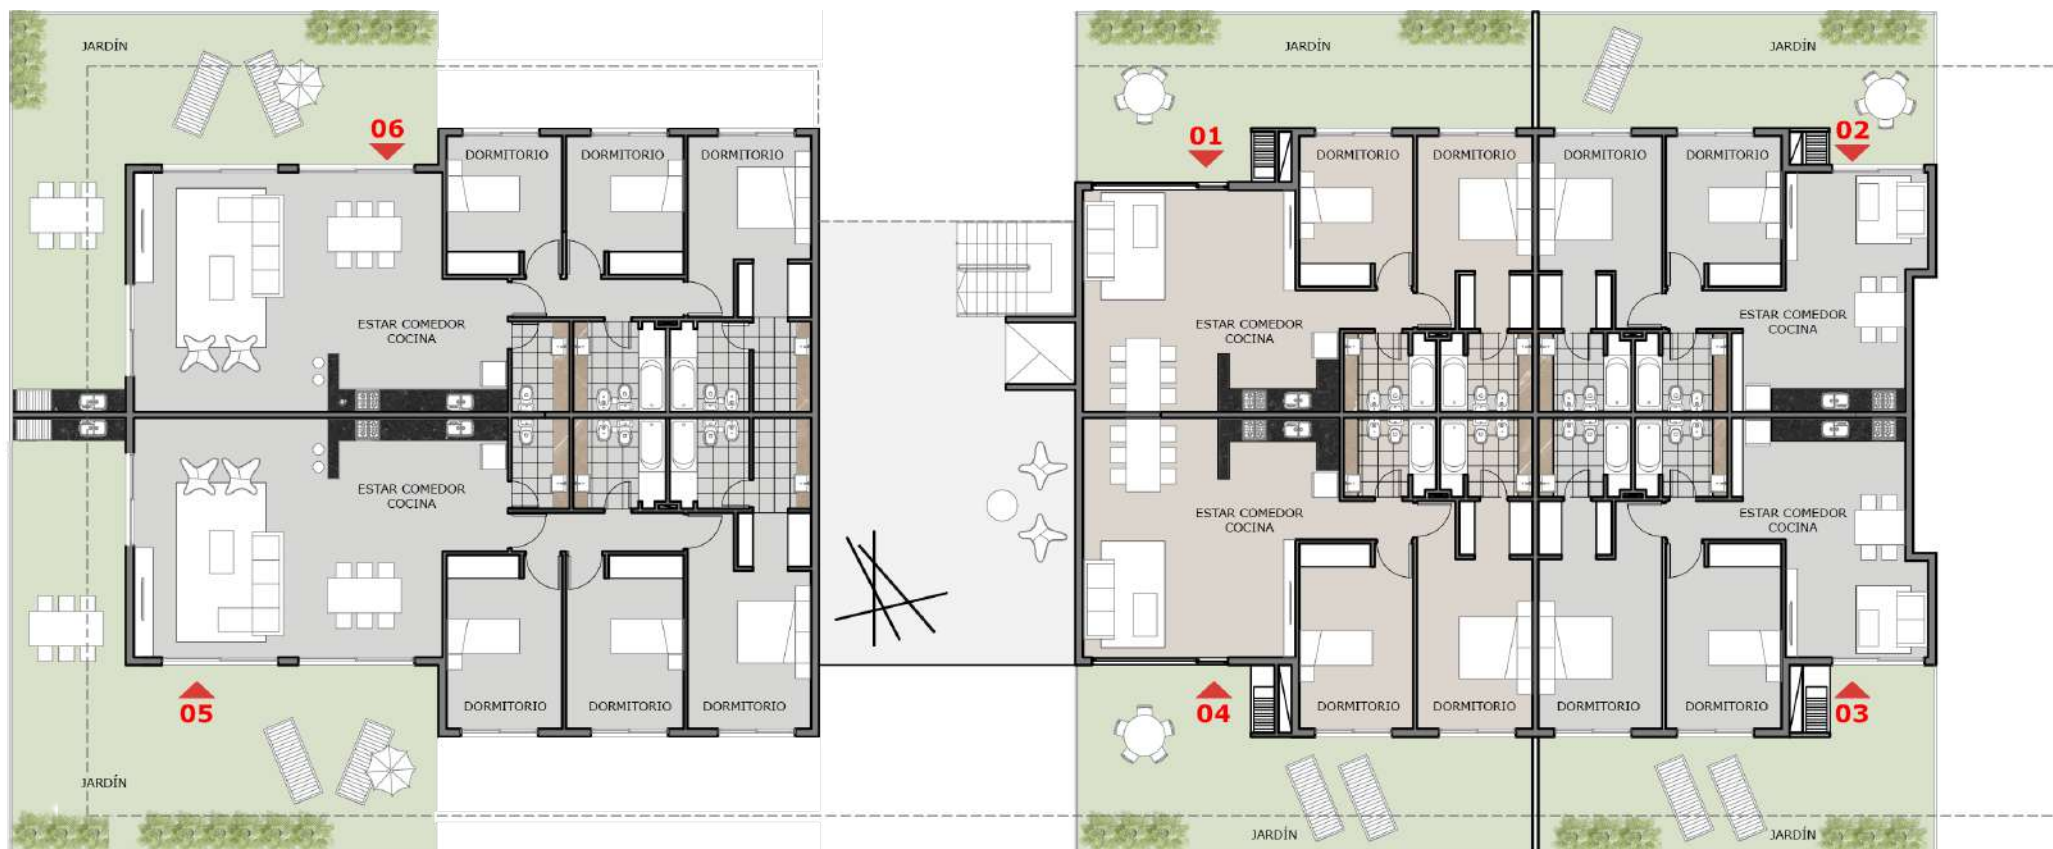 JARDÍN
JARDÍN
JARDÍN
06
01
02
DORMITORIO
DORMITORIO
DORMITORIO
DORMITORIO
DORMITORIO
DORMITORIO
DORMITORIO
ESTAR COMEDOR
COCINA
ESTAR COMEDOR
COCINA
ESTAR COMEDOR
COCINA
ESTAR COMEDOR
COCINA
ESTAR COMEDOR
COCINA
ESTAR COMEDOR
COCINA
DORMITORIO
DORMITORIO
DORMITORIO
DORMITORIO
DORMITORIO
DORMITORIO
DORMITORIO
05
04
03
JARDÍN
JARDÍN
JARDÍN